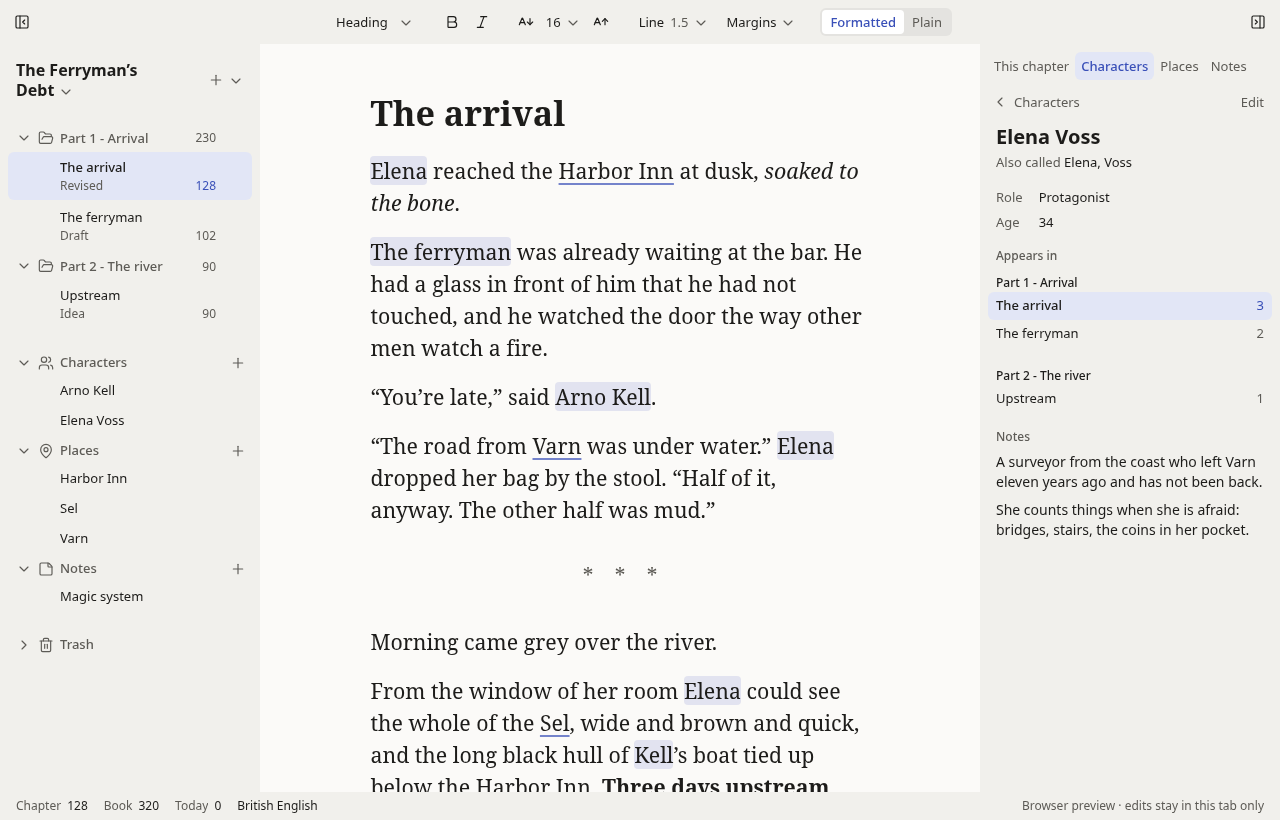 Heading
B I
16
Line 1.5
Margins
Formatted
Plain
The Ferryman’s
Debt
Part 1 - Arrival 230
The arrival
Revised 128
The ferryman
Draft 102
Part 2 - The river 90
Upstream
Idea 90
Characters
Arno Kell
Elena Voss
Places
Harbor Inn
Sel
Varn
Notes
Magic system
Trash
The arrival
Elena reached the Harbor Inn at dusk, soaked to
the bone.
The ferryman was already waiting at the bar. He
had a glass in front of him that he had not
touched, and he watched the door the way other
men watch a fire.
“You’re late,” said Arno Kell.
“The road from Varn was under water.” Elena
dropped her bag by the stool. “Half of it,
anyway. The other half was mud.”
* * *
Morning came grey over the river.
From the window of her room Elena could see
the whole of the Sel, wide and brown and quick,
and the long black hull of Kell’s boat tied up
below the Harbor Inn. Three days upstream
This chapter
Characters
Places
Notes
Characters
Edit
Elena Voss
Also called Elena, Voss
Role Protagonist
Age 34
Appears in
Part 1 - Arrival
The arrival 3
The ferryman 2
Part 2 - The river
Upstream 1
Notes
A surveyor from the coast who left Varn
eleven years ago and has not been back.
She counts things when she is afraid:
bridges, stairs, the coins in her pocket.
Chapter 128 Book 320 Today 0 British English
Browser preview · edits stay in this tab only